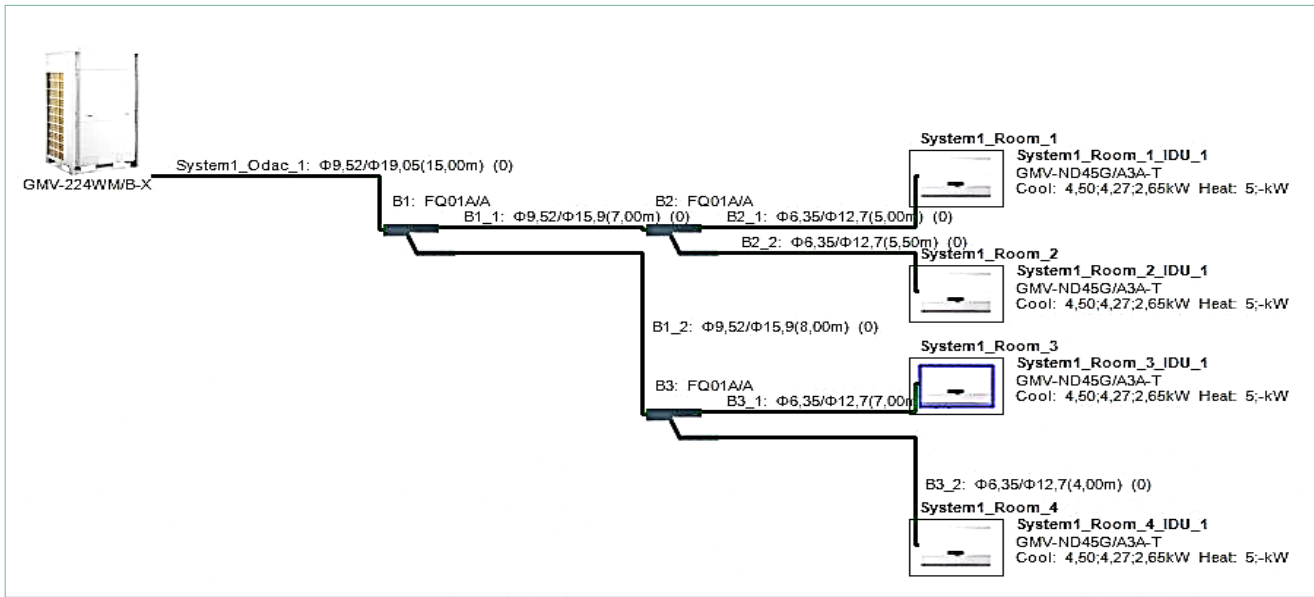 GMV-224WM/B-X
System1_Odac_1: Φ9,52/Φ19,05(15,00m) (0)
B1: FQ01A/A
B1_1: Φ9,52/Φ15,9(7,00m) (0)
B2: FQ01A/A
B2_1: Φ6,35/Φ12,7(5,00m) (0)
B2_2: Φ6,35/Φ12,7(5,50m) (0)
System1_Room_1
System1_Room_1_IDU_1
GMV-ND45G/A3A-T
Cool: 4,50;4,27;2,65kW Heat: 5;-kW
System1_Room_2
System1_Room_2_IDU_1
GMV-ND45G/A3A-T
Cool: 4,50;4,27;2,65kW Heat: 5;-kW
B1_2: Φ9,52/Φ15,9(8,00m) (0)
B3: FQ01A/A
B3_1: Φ6,35/Φ12,7(7,00m
System1_Room_3
System1_Room_3_IDU_1
GMV-ND45G/A3A-T
Cool: 4,50;4,27;2,65kW Heat: 5;-kW
B3_2: Φ6,35/Φ12,7(4,00m) (0)
System1_Room_4
System1_Room_4_IDU_1
GMV-ND45G/A3A-T
Cool: 4,50;4,27;2,65kW Heat: 5;-kW